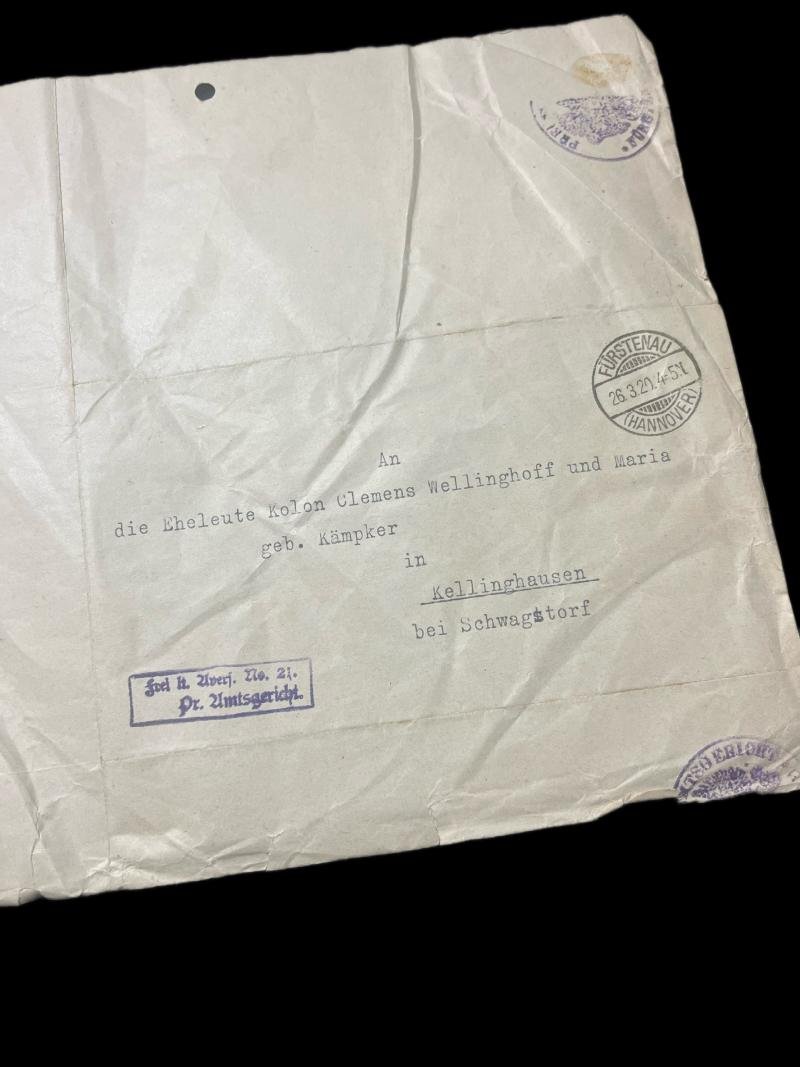 FÜRSTENAU
26.3.20.4-5N.
(HANNOVER)
An
die Eheleute Kolon Clemens Wellinghoff und Maria
geb. Kämpker
in
Kellinghausen
bei Schwagstorf
Frei lt. Aversf. No. 21.
Pr. Amtsgericht.